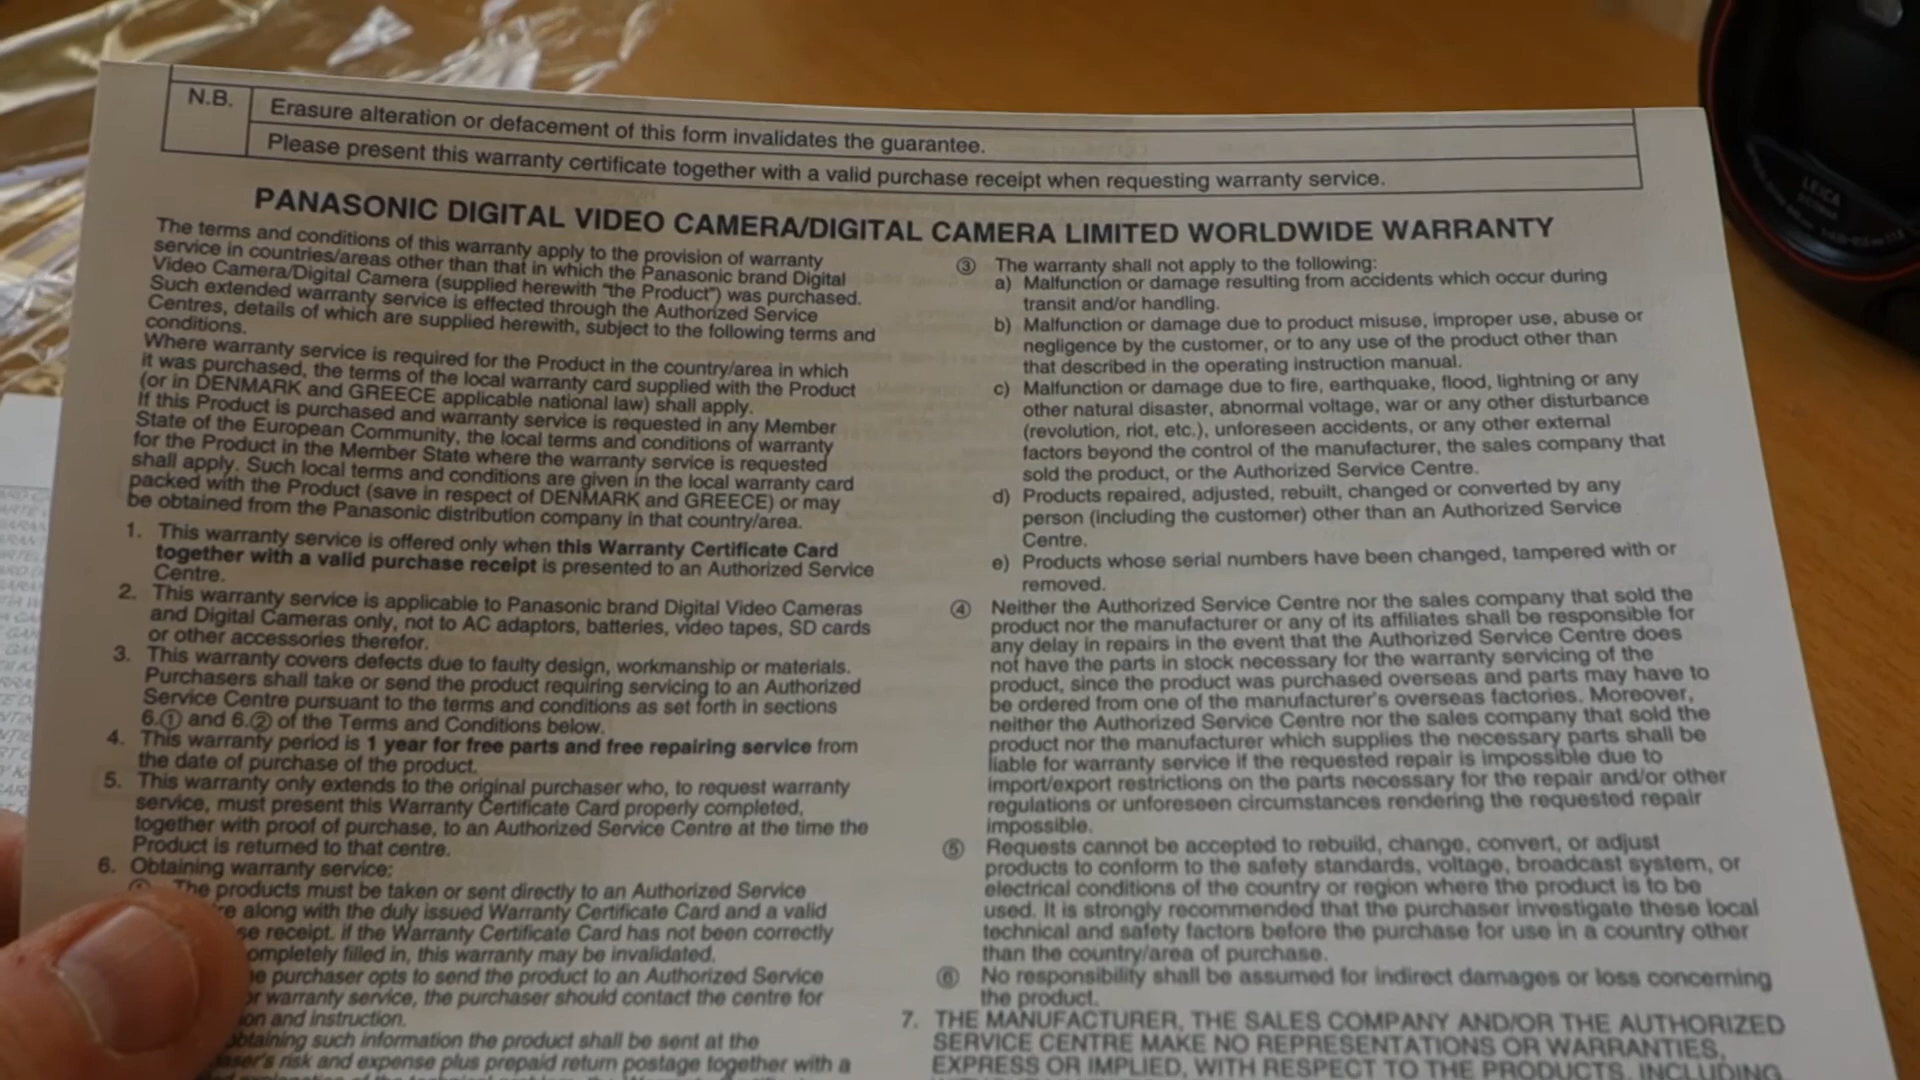 N.B.
Erasure alteration or defacement of this form invalidates the guarantee.
Please present this warranty certificate together with a valid purchase receipt when requesting warranty service.
PANASONIC DIGITAL VIDEO CAMERA/DIGITAL CAMERA LIMITED WORLDWIDE WARRANTY
The terms and conditions of this warranty apply to the provision of warranty
service in countries/areas other than that in which the Panasonic brand Digital
Video Camera/Digital Camera (supplied herewith "the Product") was purchased.
Such extended warranty service is effected through the Authorized Service
Centres, details of which are supplied herewith, subject to the following terms and
conditions.
Where warranty service is required for the Product in the country/area in which
it was purchased, the terms of the local warranty card supplied with the Product
(or in DENMARK and GREECE applicable national law) shall apply.
If this Product is purchased and warranty service is requested in any Member
State of the European Community, the local terms and conditions of warranty
for the Product in the Member State where the warranty service is requested
shall apply. Such local terms and conditions are given in the local warranty card
packed with the Product (save in respect of DENMARK and GREECE) or may
be obtained from the Panasonic distribution company in that country/area.
1. This warranty service is offered only when this Warranty Certificate Card
together with a valid purchase receipt is presented to an Authorized Service
Centre.
2. This warranty service is applicable to Panasonic brand Digital Video Cameras
and Digital Cameras only, not to AC adaptors, batteries, video tapes, SD cards
or other accessories therefor.
3. This warranty covers defects due to faulty design, workmanship or materials.
Purchasers shall take or send the product requiring servicing to an Authorized
Service Centre pursuant to the terms and conditions as set forth in sections
6.① and 6.② of the Terms and Conditions below.
4. This warranty period is 1 year for free parts and free repairing service from
the date of purchase of the product.
5. This warranty only extends to the original purchaser who, to request warranty
service, must present this Warranty Certificate Card properly completed,
together with proof of purchase, to an Authorized Service Centre at the time the
Product is returned to that centre.
6. Obtaining warranty service:
The products must be taken or sent directly to an Authorized Service
along with the duly issued Warranty Certificate Card and a valid
receipt. if the Warranty Certificate Card has not been correctly
completely filled in, this warranty may be invalidated.
purchaser opts to send the product to an Authorized Service
warranty service, the purchaser should contact the centre for
and instruction.
obtaining such information the product shall be sent at the
risk and expense plus prepaid return postage together with a
③ The warranty shall not apply to the following:
a) Malfunction or damage resulting from accidents which occur during
transit and/or handling.
b) Malfunction or damage due to product misuse, improper use, abuse or
negligence by the customer, or to any use of the product other than
that described in the operating instruction manual.
c) Malfunction or damage due to fire, earthquake, flood, lightning or any
other natural disaster, abnormal voltage, war or any other disturbance
(revolution, riot, etc.), unforeseen accidents, or any other external
factors beyond the control of the manufacturer, the sales company that
sold the product, or the Authorized Service Centre.
d) Products repaired, adjusted, rebuilt, changed or converted by any
person (including the customer) other than an Authorized Service
Centre.
e) Products whose serial numbers have been changed, tampered with or
removed.
④ Neither the Authorized Service Centre nor the sales company that sold the
product nor the manufacturer or any of its affiliates shall be responsible for
any delay in repairs in the event that the Authorized Service Centre does
not have the parts in stock necessary for the warranty servicing of the
product, since the product was purchased overseas and parts may have to
be ordered from one of the manufacturer's overseas factories. Moreover,
neither the Authorized Service Centre nor the sales company that sold the
product nor the manufacturer which supplies the necessary parts shall be
liable for warranty service if the requested repair is impossible due to
import/export restrictions on the parts necessary for the repair and/or other
regulations or unforeseen circumstances rendering the requested repair
impossible.
⑤ Requests cannot be accepted to rebuild, change, convert, or adjust
products to conform to the safety standards, voltage, broadcast system, or
electrical conditions of the country or region where the product is to be
used. It is strongly recommended that the purchaser investigate these local
technical and safety factors before the purchase for use in a country other
than the country/area of purchase.
⑥ No responsibility shall be assumed for indirect damages or loss concerning
the product.
7. THE MANUFACTURER, THE SALES COMPANY AND/OR THE AUTHORIZED
SERVICE CENTRE MAKE NO REPRESENTATIONS OR WARRANTIES,
EXPRESS OR IMPLIED, WITH RESPECT TO THE PRODUCTS, INCLUDING
LEICA